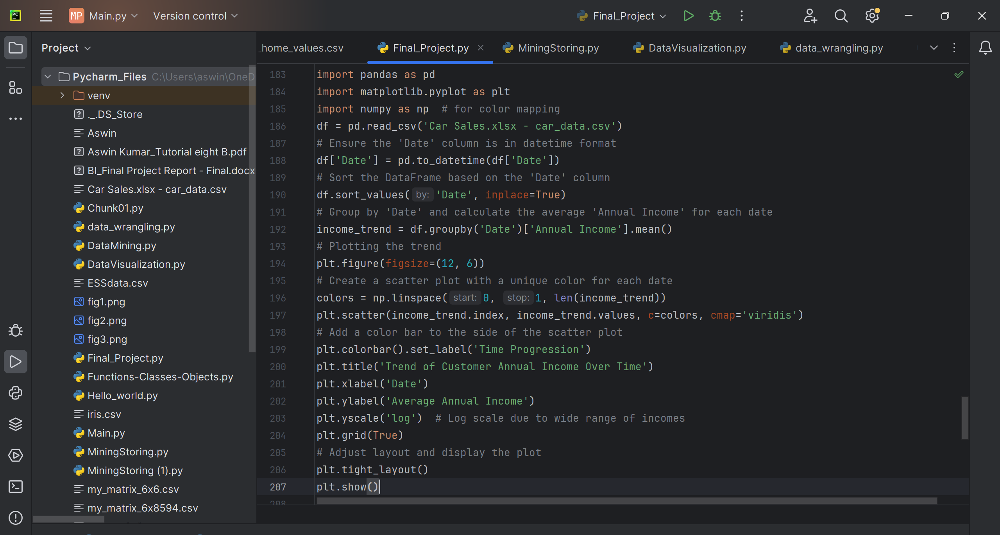 PC
MP Main.py Version control Final_Project
Project
_home_values.csv Final_Project.py MiningStoring.py DataVisualization.py data_wrangling.py
Pycharm_Files C:\Users\aswin\OneD
venv
._.DS_Store
Aswin
Aswin Kumar_Tutorial eight B.pdf
BI_Final Project Report - Final.docx
Car Sales.xlsx - car_data.csv
Chunk01.py
data_wrangling.py
DataMining.py
DataVisualization.py
ESSdata.csv
fig1.png
fig2.png
fig3.png
Final_Project.py
Functions-Classes-Objects.py
Hello_world.py
iris.csv
Main.py
MiningStoring.py
MiningStoring (1).py
my_matrix_6x6.csv
my_matrix_6x8594.csv
183 import pandas as pd
184 import matplotlib.pyplot as plt
185 import numpy as np  # for color mapping
186 df = pd.read_csv('Car Sales.xlsx - car_data.csv')
187 # Ensure the 'Date' column is in datetime format
188 df['Date'] = pd.to_datetime(df['Date'])
189 # Sort the DataFrame based on the 'Date' column
190 df.sort_values( by: 'Date', inplace=True)
191 # Group by 'Date' and calculate the average 'Annual Income' for each date
192 income_trend = df.groupby('Date')['Annual Income'].mean()
193 # Plotting the trend
194 plt.figure(figsize=(12, 6))
195 # Create a scatter plot with a unique color for each date
196 colors = np.linspace( start: 0, stop: 1, len(income_trend))
197 plt.scatter(income_trend.index, income_trend.values, c=colors, cmap='viridis')
198 # Add a color bar to the side of the scatter plot
199 plt.colorbar().set_label('Time Progression')
200 plt.title('Trend of Customer Annual Income Over Time')
201 plt.xlabel('Date')
202 plt.ylabel('Average Annual Income')
203 plt.yscale('log')  # Log scale due to wide range of incomes
204 plt.grid(True)
205 # Adjust layout and display the plot
206 plt.tight_layout()
207 plt.show()
208